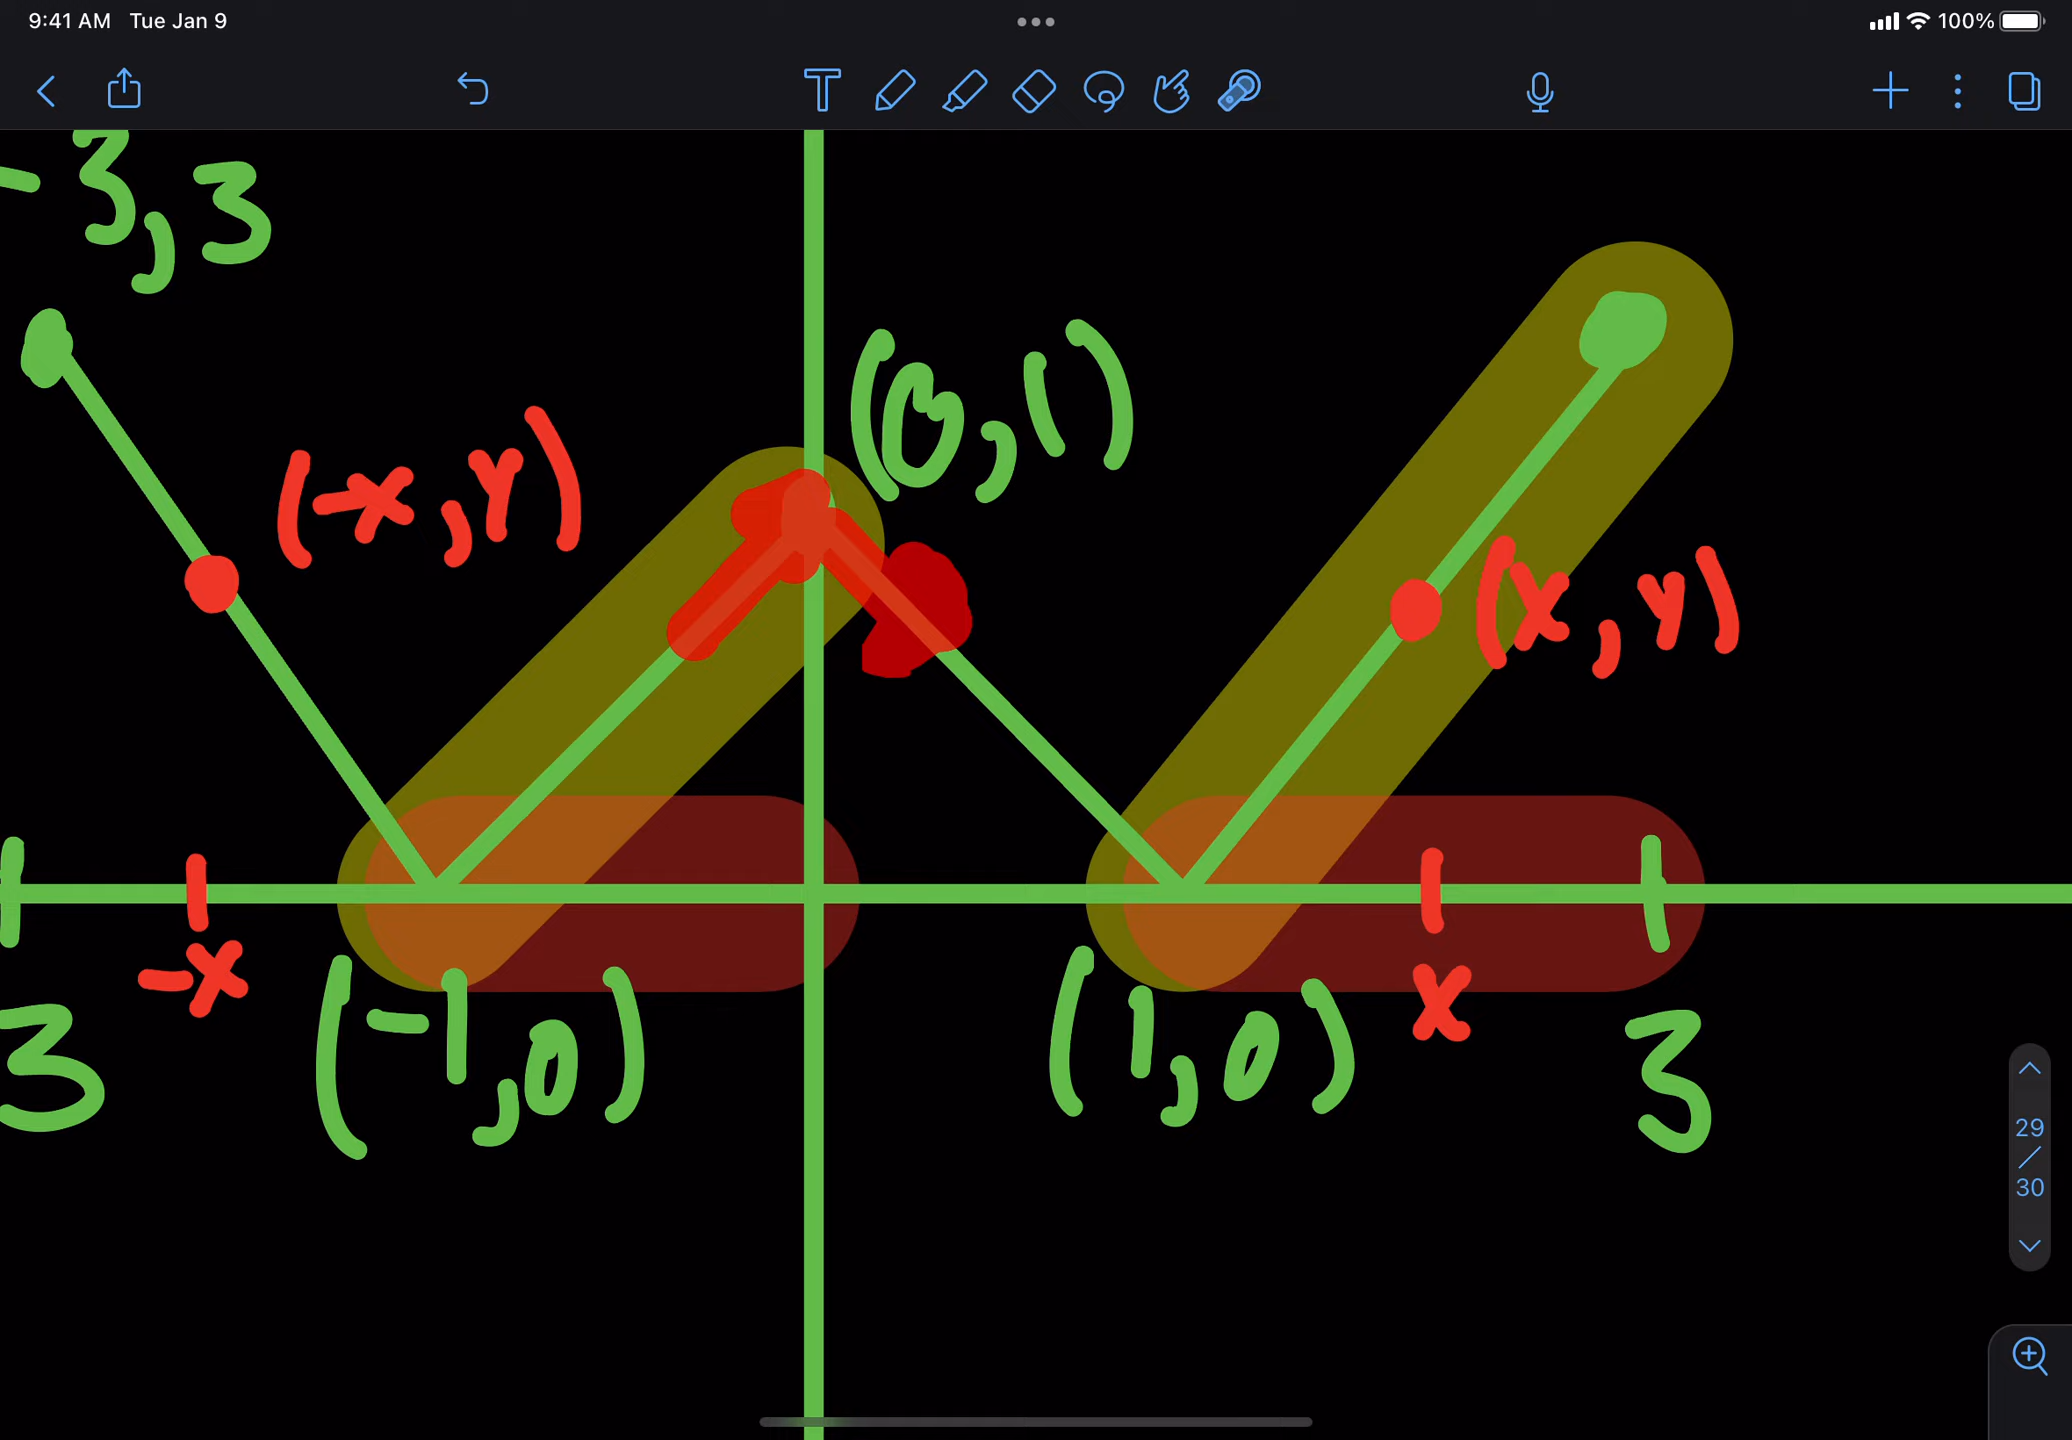 9:41 AM Tue Jan 9
100%
T
-3,3
(0,1)
(-x,y)
(x,y)
-x
x
3
(-1,0)
(1,0)
3
29
/
30